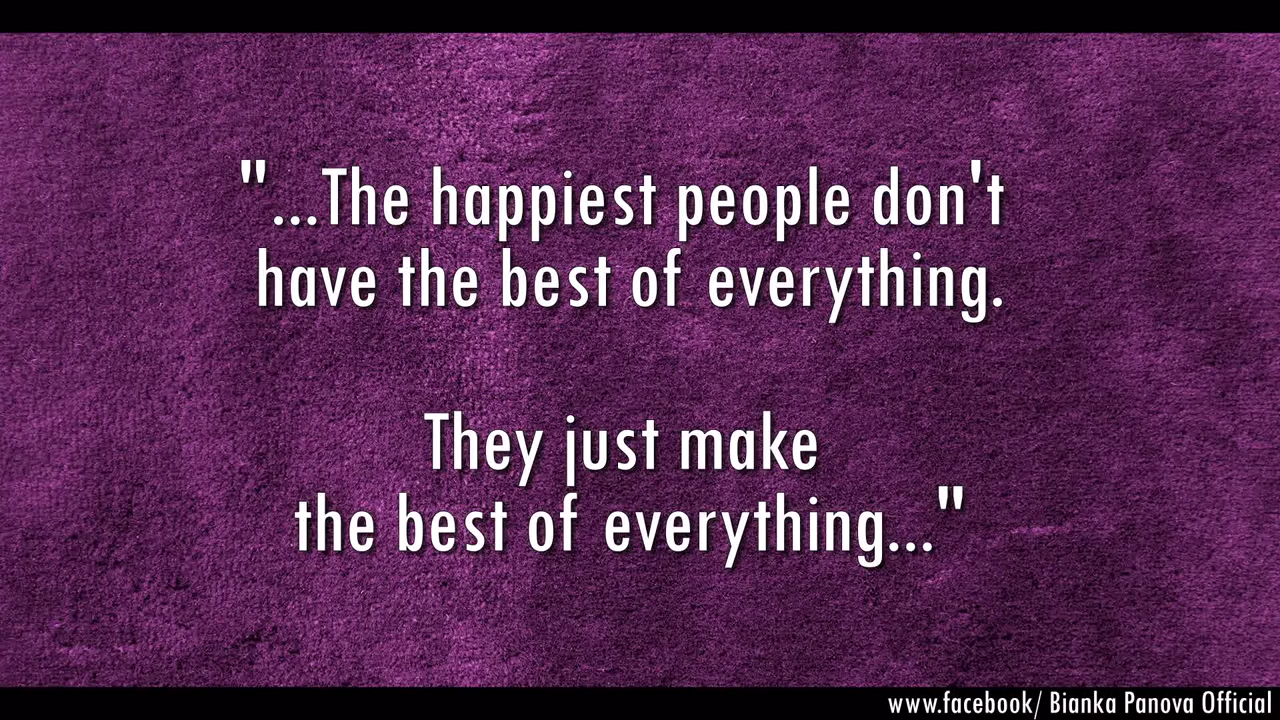 "...The happiest people don't
have the best of everything.
They just make
the best of everything..."
www.facebook/ Bianka Panova Official